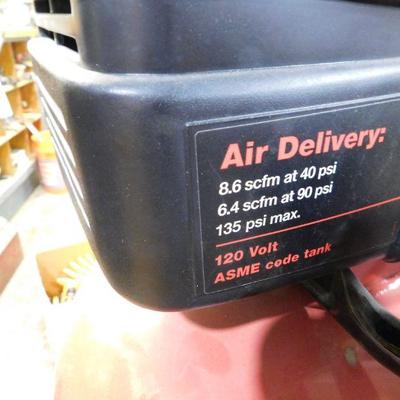 Air Delivery:
8.6 scfm at 40 psi
6.4 scfm at 90 psi
135 psi max.
120 Volt
ASME code tank